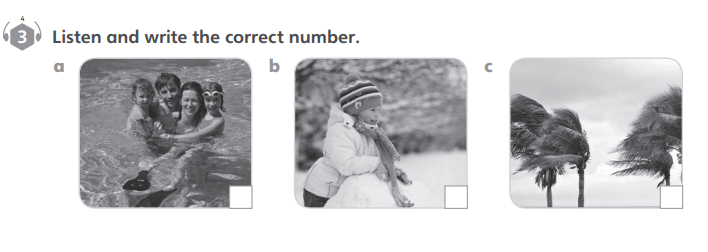 4
3 Listen and write the correct number.
a b c